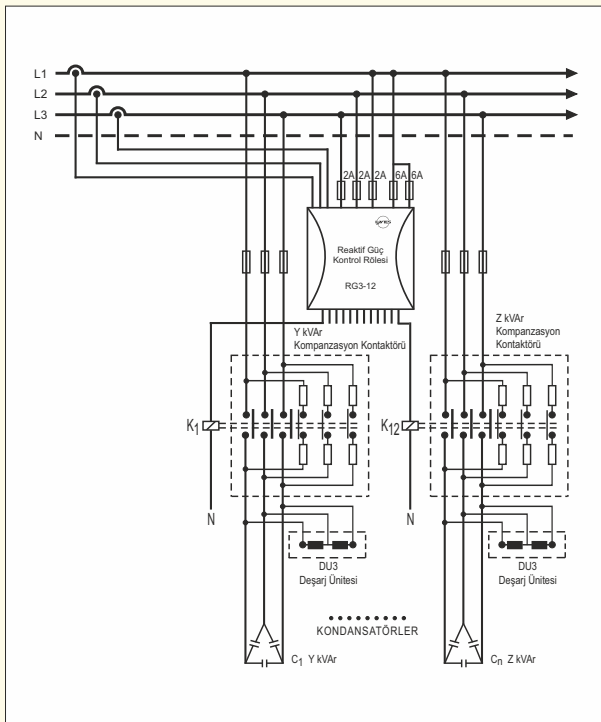 L1
L2
L3
N
2A 2A 2A 6A 6A
Reaktif Güç
Kontrol Rölesi
RG3-12
Y kVAr
Kompanzasyon Kontaktörü
Z kVAr
Kompanzasyon
Kontaktörü
K1
K12
N
N
DU3
Deşarj Ünitesi
DU3
Deşarj Ünitesi
KONDANSATÖRLER
C1 Y kVAr
Cn Z kVAr